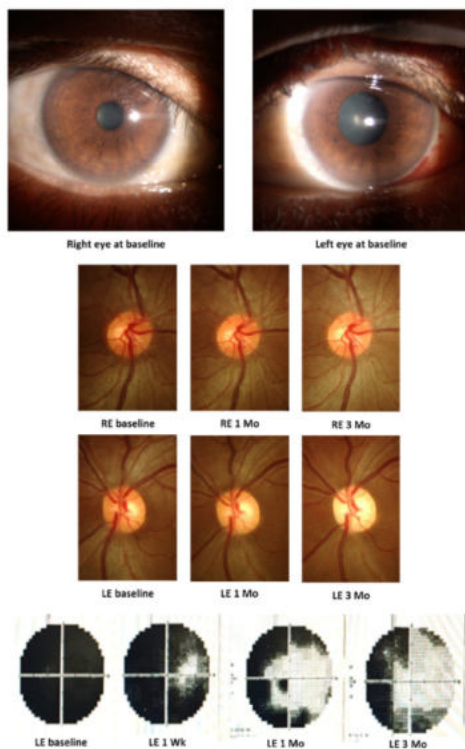 Right eye at baseline Left eye at baseline
RE baseline RE 1 Mo RE 3 Mo
LE baseline LE 1 Mo LE 3 Mo
LE baseline LE 1 Wk LE 1 Mo LE 3 Mo